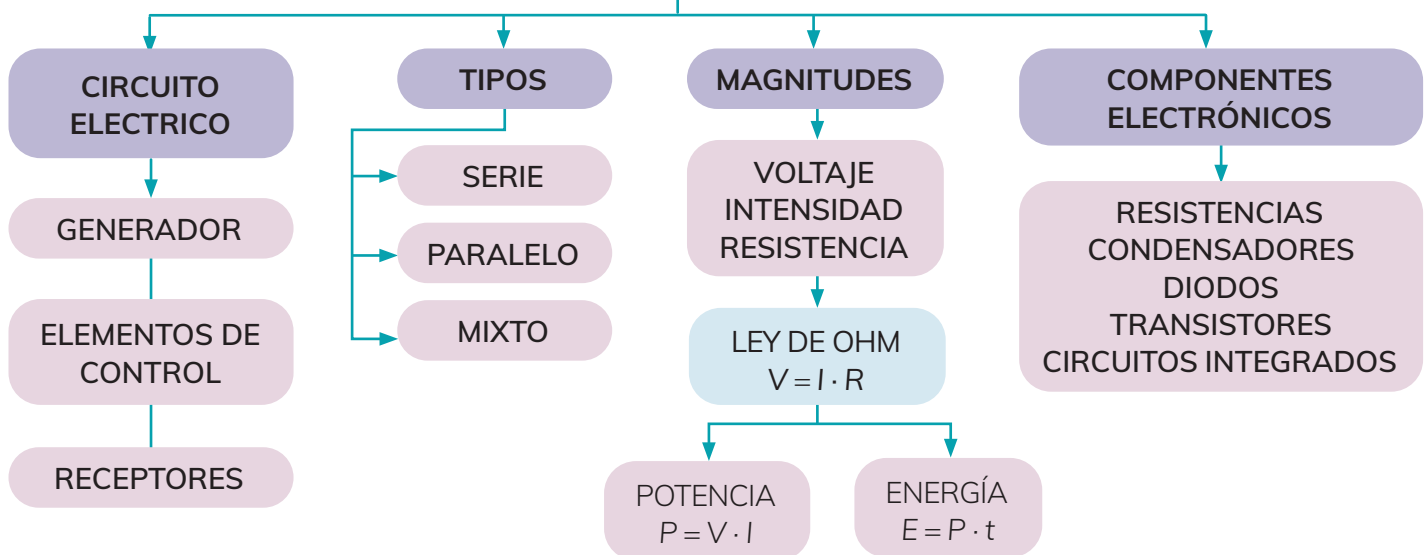 CIRCUITO
ELECTRICO
GENERADOR
ELEMENTOS DE
CONTROL
RECEPTORES
TIPOS
SERIE
PARALELO
MIXTO
MAGNITUDES
VOLTAJE
INTENSIDAD
RESISTENCIA
LEY DE OHM
V = I · R
POTENCIA
P = V · I
ENERGÍA
E = P · t
COMPONENTES
ELECTRÓNICOS
RESISTENCIAS
CONDENSADORES
DIODOS
TRANSISTORES
CIRCUITOS INTEGRADOS